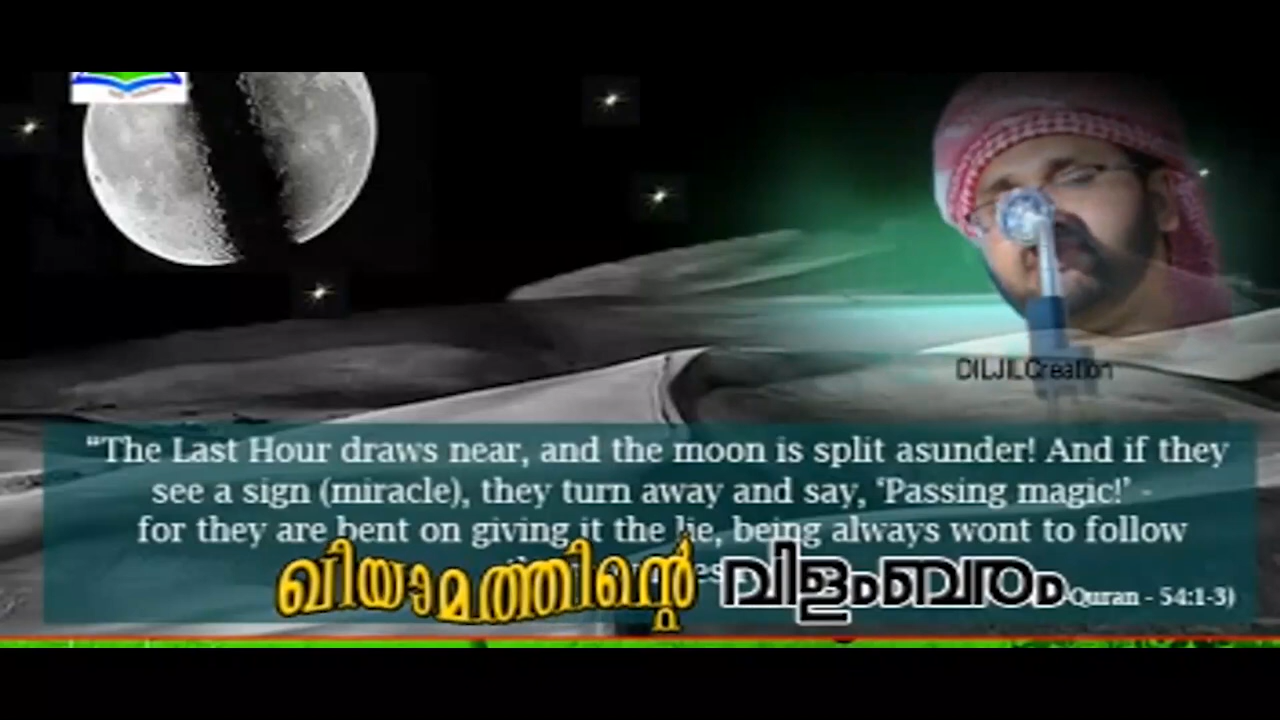 DILJILCreation
“The Last Hour draws near, and the moon is split asunder! And if they
see a sign (miracle), they turn away and say, ‘Passing magic!’ -
for they are bent on giving it the lie, being always wont to follow
ഖിയാമത്തിന്റെ വിളംബരം
Quran - 54:1-3)